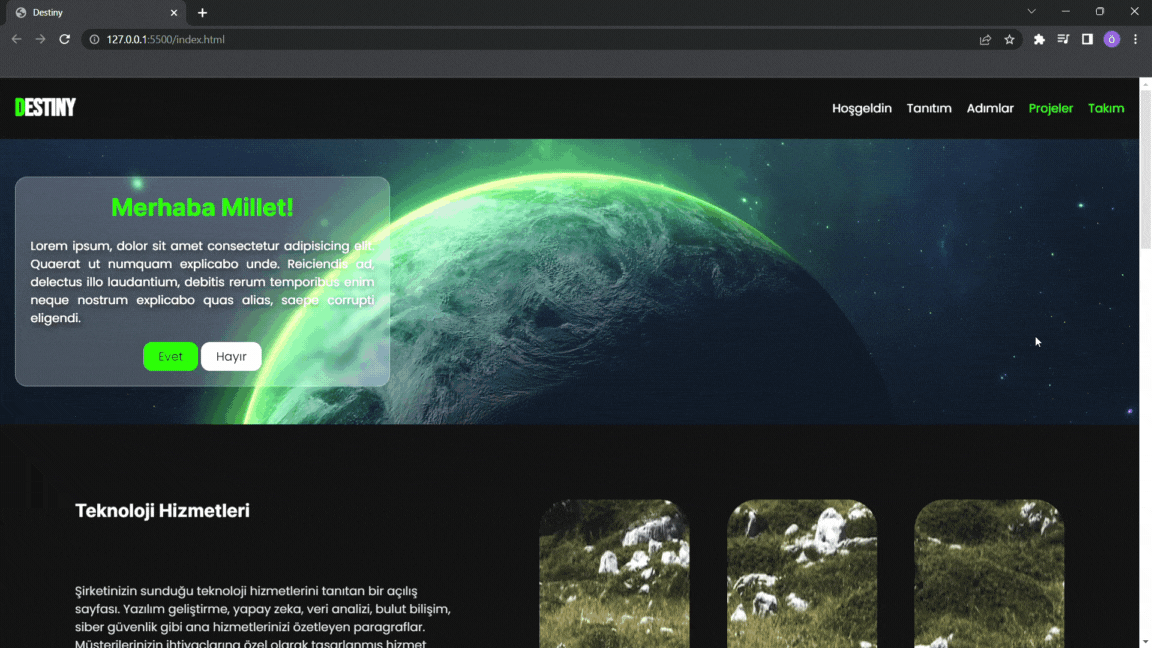 Destiny
127.0.0.1:5500/index.html
DESTINY
Hoşgeldin Tanıtım Adımlar Projeler Takım
Merhaba Millet!
Lorem ipsum, dolor sit amet consectetur adipisicing elit.
Quaerat ut numquam explicabo unde. Reiciendis ad,
delectus illo laudantium, debitis rerum temporibus enim
neque nostrum explicabo quas alias, saepe corrupti
eligendi.
Evet Hayır
Teknoloji Hizmetleri
Şirketinizin sunduğu teknoloji hizmetlerini tanıtan bir açılış
sayfası. Yazılım geliştirme, yapay zeka, veri analizi, bulut bilişim,
siber güvenlik gibi ana hizmetlerinizi özetleyen paragraflar.
Müşterilerinizin ihtiyaçlarına özel olarak tasarlanmış hizmet